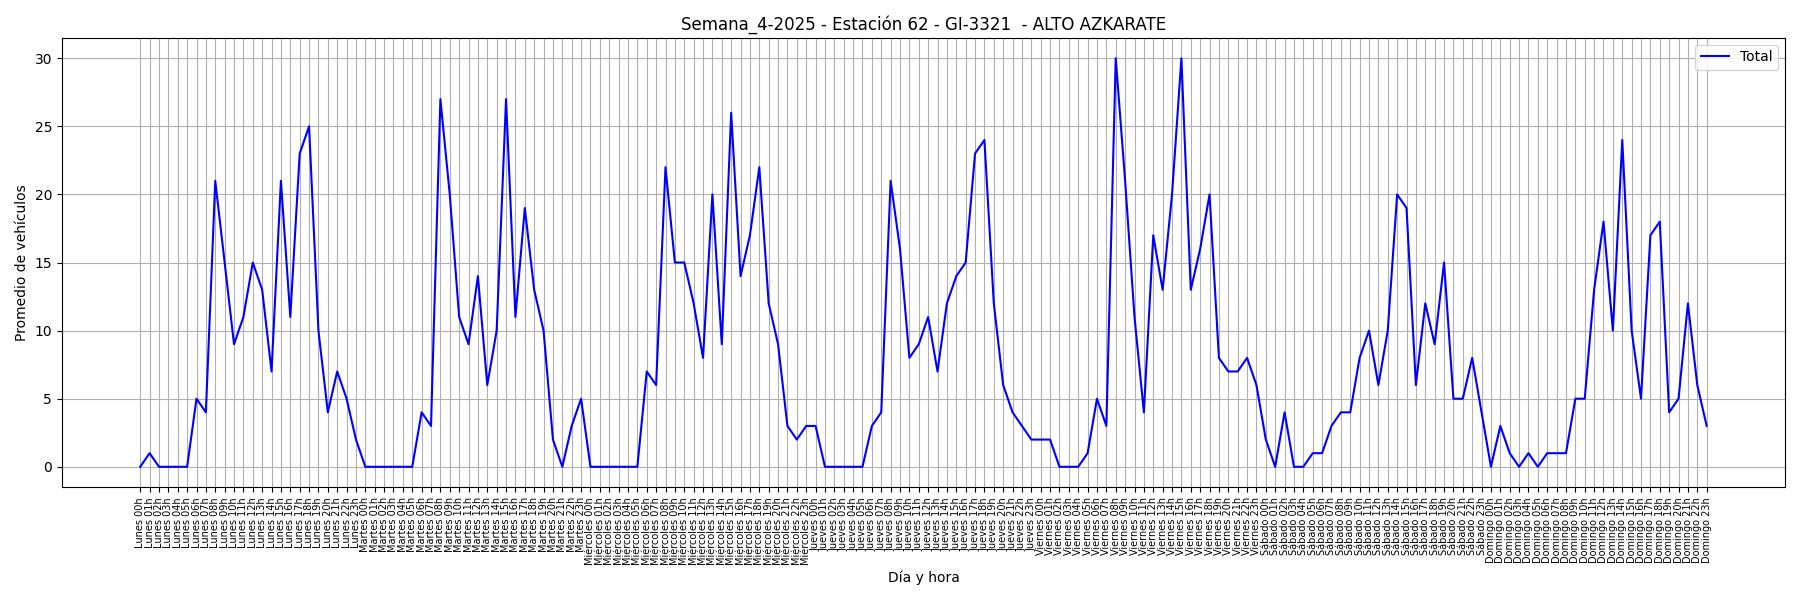 Semana_4-2025 - Estación 62 - GI-3321 - ALTO AZKARATE
Total
Promedio de vehículos
30
25
20
15
10
5
0
Lunes 00h Lunes 01h Lunes 02h Lunes 03h Lunes 04h Lunes 05h Lunes 06h Lunes 07h Lunes 08h Lunes 09h Lunes 10h Lunes 11h Lunes 12h Lunes 13h Lunes 14h Lunes 15h Lunes 16h Lunes 17h Lunes 18h Lunes 19h Lunes 20h Lunes 21h Lunes 22h Lunes 23h Martes 00h Martes 01h Martes 02h Martes 03h Martes 04h Martes 05h Martes 06h Martes 07h Martes 08h Martes 09h Martes 10h Martes 11h Martes 12h Martes 13h Martes 14h Martes 15h Martes 16h Martes 17h Martes 18h Martes 19h Martes 20h Martes 21h Martes 22h Martes 23h Miércoles 00h Miércoles 01h Miércoles 02h Miércoles 03h Miércoles 04h Miércoles 05h Miércoles 06h Miércoles 07h Miércoles 08h Miércoles 09h Miércoles 10h Miércoles 11h Miércoles 12h Miércoles 13h Miércoles 14h Miércoles 15h Miércoles 16h Miércoles 17h Miércoles 18h Miércoles 19h Miércoles 20h Miércoles 21h Miércoles 22h Miércoles 23h Jueves 00h Jueves 01h Jueves 02h Jueves 03h Jueves 04h Jueves 05h Jueves 06h Jueves 07h Jueves 08h Jueves 09h Jueves 10h Jueves 11h Jueves 12h Jueves 13h Jueves 14h Jueves 15h Jueves 16h Jueves 17h Jueves 18h Jueves 19h Jueves 20h Jueves 21h Jueves 22h Jueves 23h Viernes 00h Viernes 01h Viernes 02h Viernes 03h Viernes 04h Viernes 05h Viernes 06h Viernes 07h Viernes 08h Viernes 09h Viernes 10h Viernes 11h Viernes 12h Viernes 13h Viernes 14h Viernes 15h Viernes 16h Viernes 17h Viernes 18h Viernes 19h Viernes 20h Viernes 21h Viernes 22h Viernes 23h Sábado 00h Sábado 01h Sábado 02h Sábado 03h Sábado 04h Sábado 05h Sábado 06h Sábado 07h Sábado 08h Sábado 09h Sábado 10h Sábado 11h Sábado 12h Sábado 13h Sábado 14h Sábado 15h Sábado 16h Sábado 17h Sábado 18h Sábado 19h Sábado 20h Sábado 21h Sábado 22h Sábado 23h Domingo 00h Domingo 01h Domingo 02h Domingo 03h Domingo 04h Domingo 05h Domingo 06h Domingo 07h Domingo 08h Domingo 09h Domingo 10h Domingo 11h Domingo 12h Domingo 13h Domingo 14h Domingo 15h Domingo 16h Domingo 17h Domingo 18h Domingo 19h Domingo 20h Domingo 21h Domingo 22h Domingo 23h
Día y hora